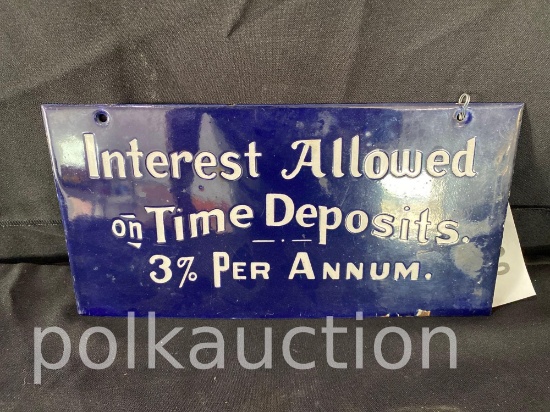 Interest Allowed
on Time Deposits.
3% PER ANNUM.
polkauction